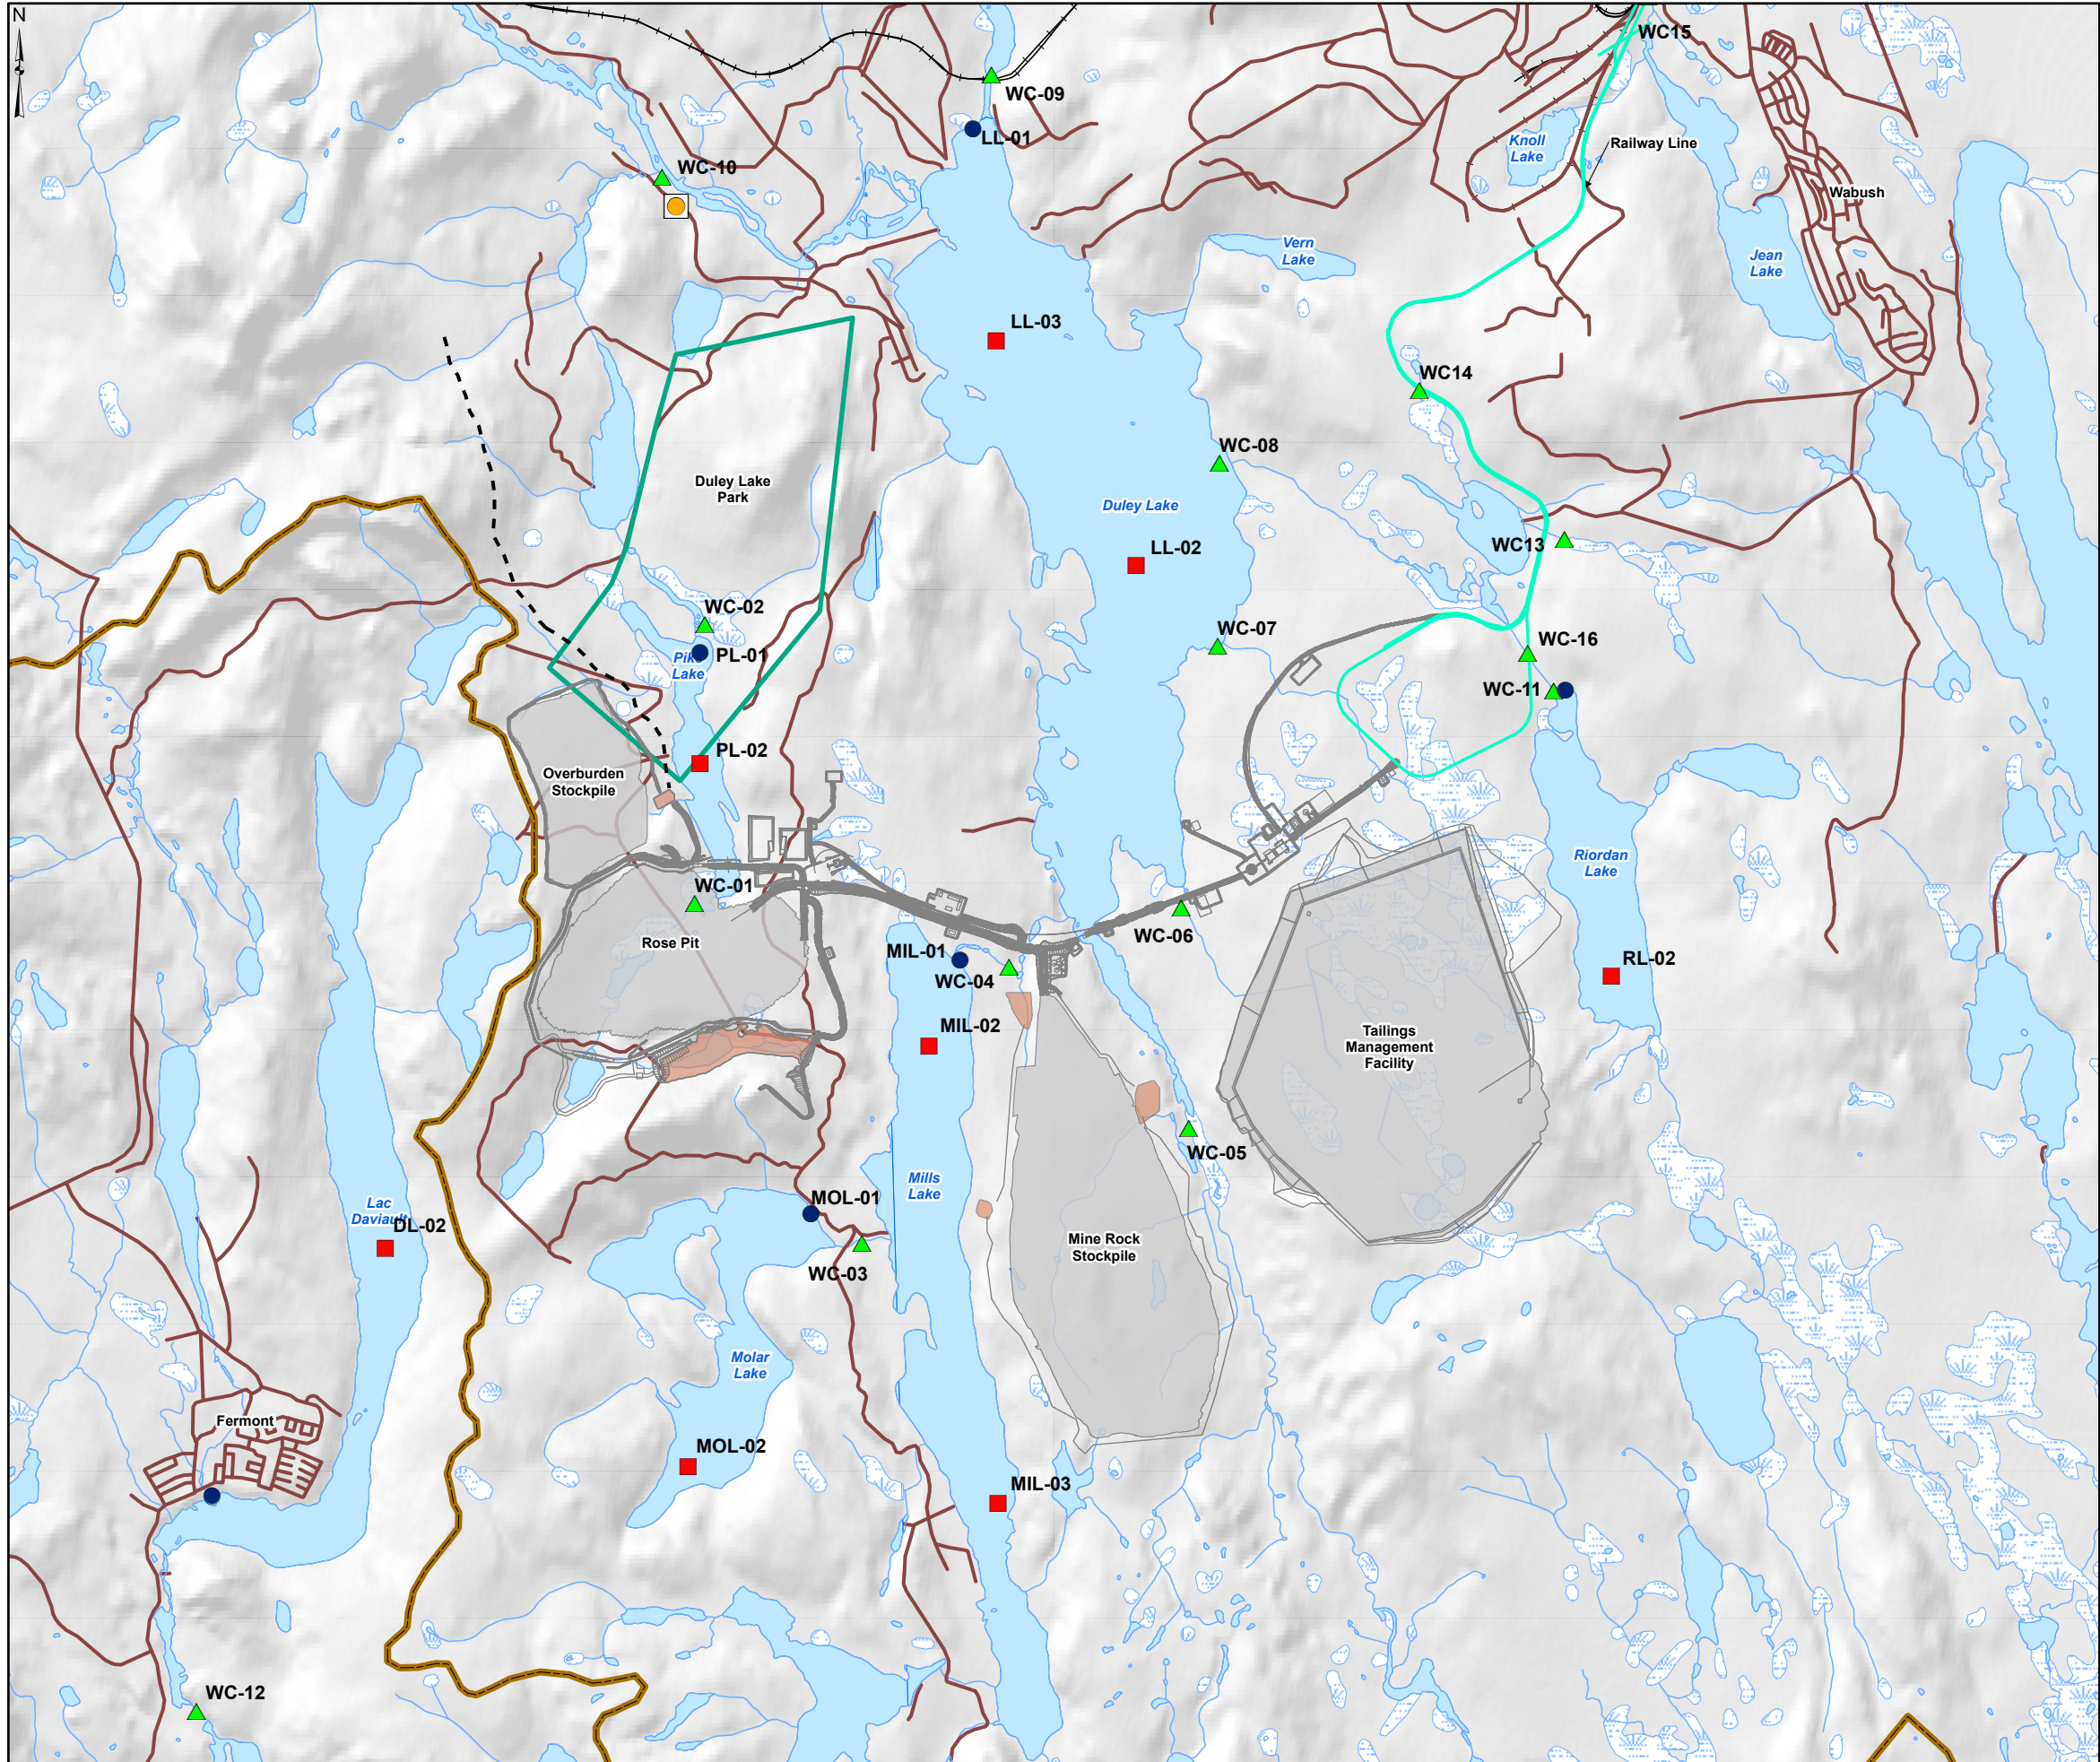 N
WC15
WC-09
LL-01
Knoll
Lake
Railway Line
WC-10
Wabush
Vern
Lake
Jean
Lake
LL-03
WC14
WC-08
Duley Lake
Park
Duley Lake
WC13
LL-02
WC-02
WC-07
WC-16
PL-01
Pike
Lake
WC-11
PL-02
Overburden
Stockpile
Riordan
Lake
WC-01
Rose Pit
WC-06
MIL-01
WC-04
RL-02
MIL-02
Tailings
Management
Facility
WC-05
Mills
Lake
MOL-01
Lac
Daviault
DL-02
Mine Rock
Stockpile
WC-03
Molar
Lake
Fermont
MOL-02
MIL-03
WC-12